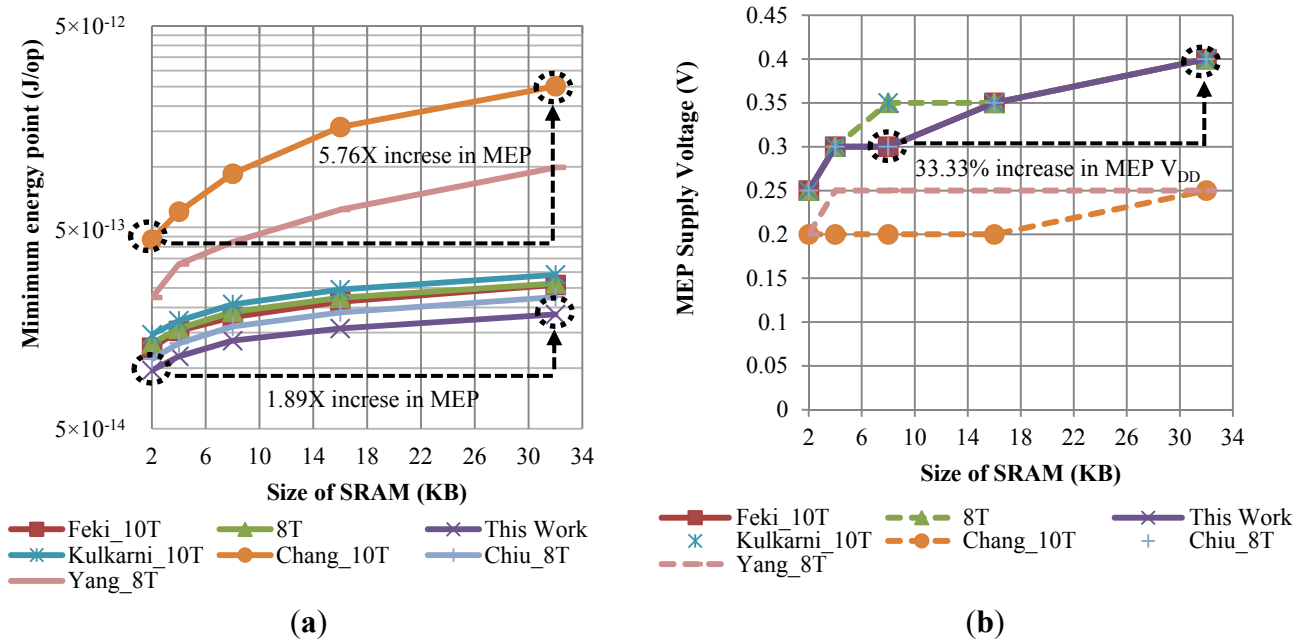 5×10⁻¹²
5×10⁻¹³
5×10⁻¹⁴
Minimum energy point (J/op)
5.76X increse in MEP
1.89X increse in MEP
2 6 10 14 18 22 26 30 34
Size of SRAM (KB)
Feki_10T 8T This Work
Kulkarni_10T Chang_10T Chiu_8T
Yang_8T
(a)
0.45
0.4
0.35
0.3
0.25
0.2
0.15
0.1
0.05
0
MEP Supply Voltage (V)
33.33% increase in MEP V_DD
2 6 10 14 18 22 26 30 34
Size of SRAM (KB)
Feki_10T 8T This Work
Kulkarni_10T Chang_10T Chiu_8T
Yang_8T
(b)